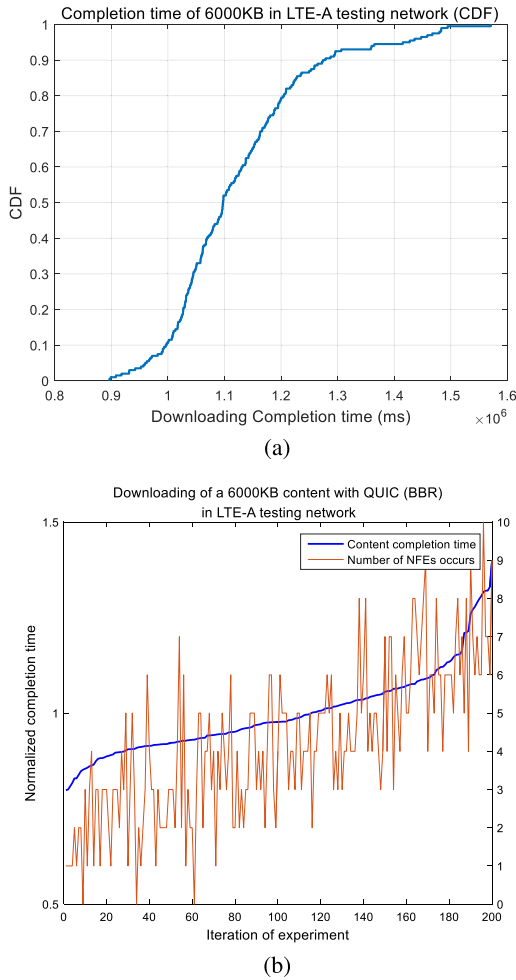 Completion time of 6000KB in LTE-A testing network (CDF)
1
0.9
0.8
0.7
0.6
0.5
0.4
0.3
0.2
0.1
0
CDF
0.8 0.9 1 1.1 1.2 1.3 1.4 1.5 1.6
Downloading Completion time (ms)
×10^6
(a)
Downloading of a 6000KB content with QUIC (BBR)
in LTE-A testing network
1.5
1
0.5
Normalized completion time
Content completion time
Number of NFEs occurs
10
9
8
7
6
5
4
3
2
1
0
0 20 40 60 80 100 120 140 160 180 200
Iteration of experiment
(b)